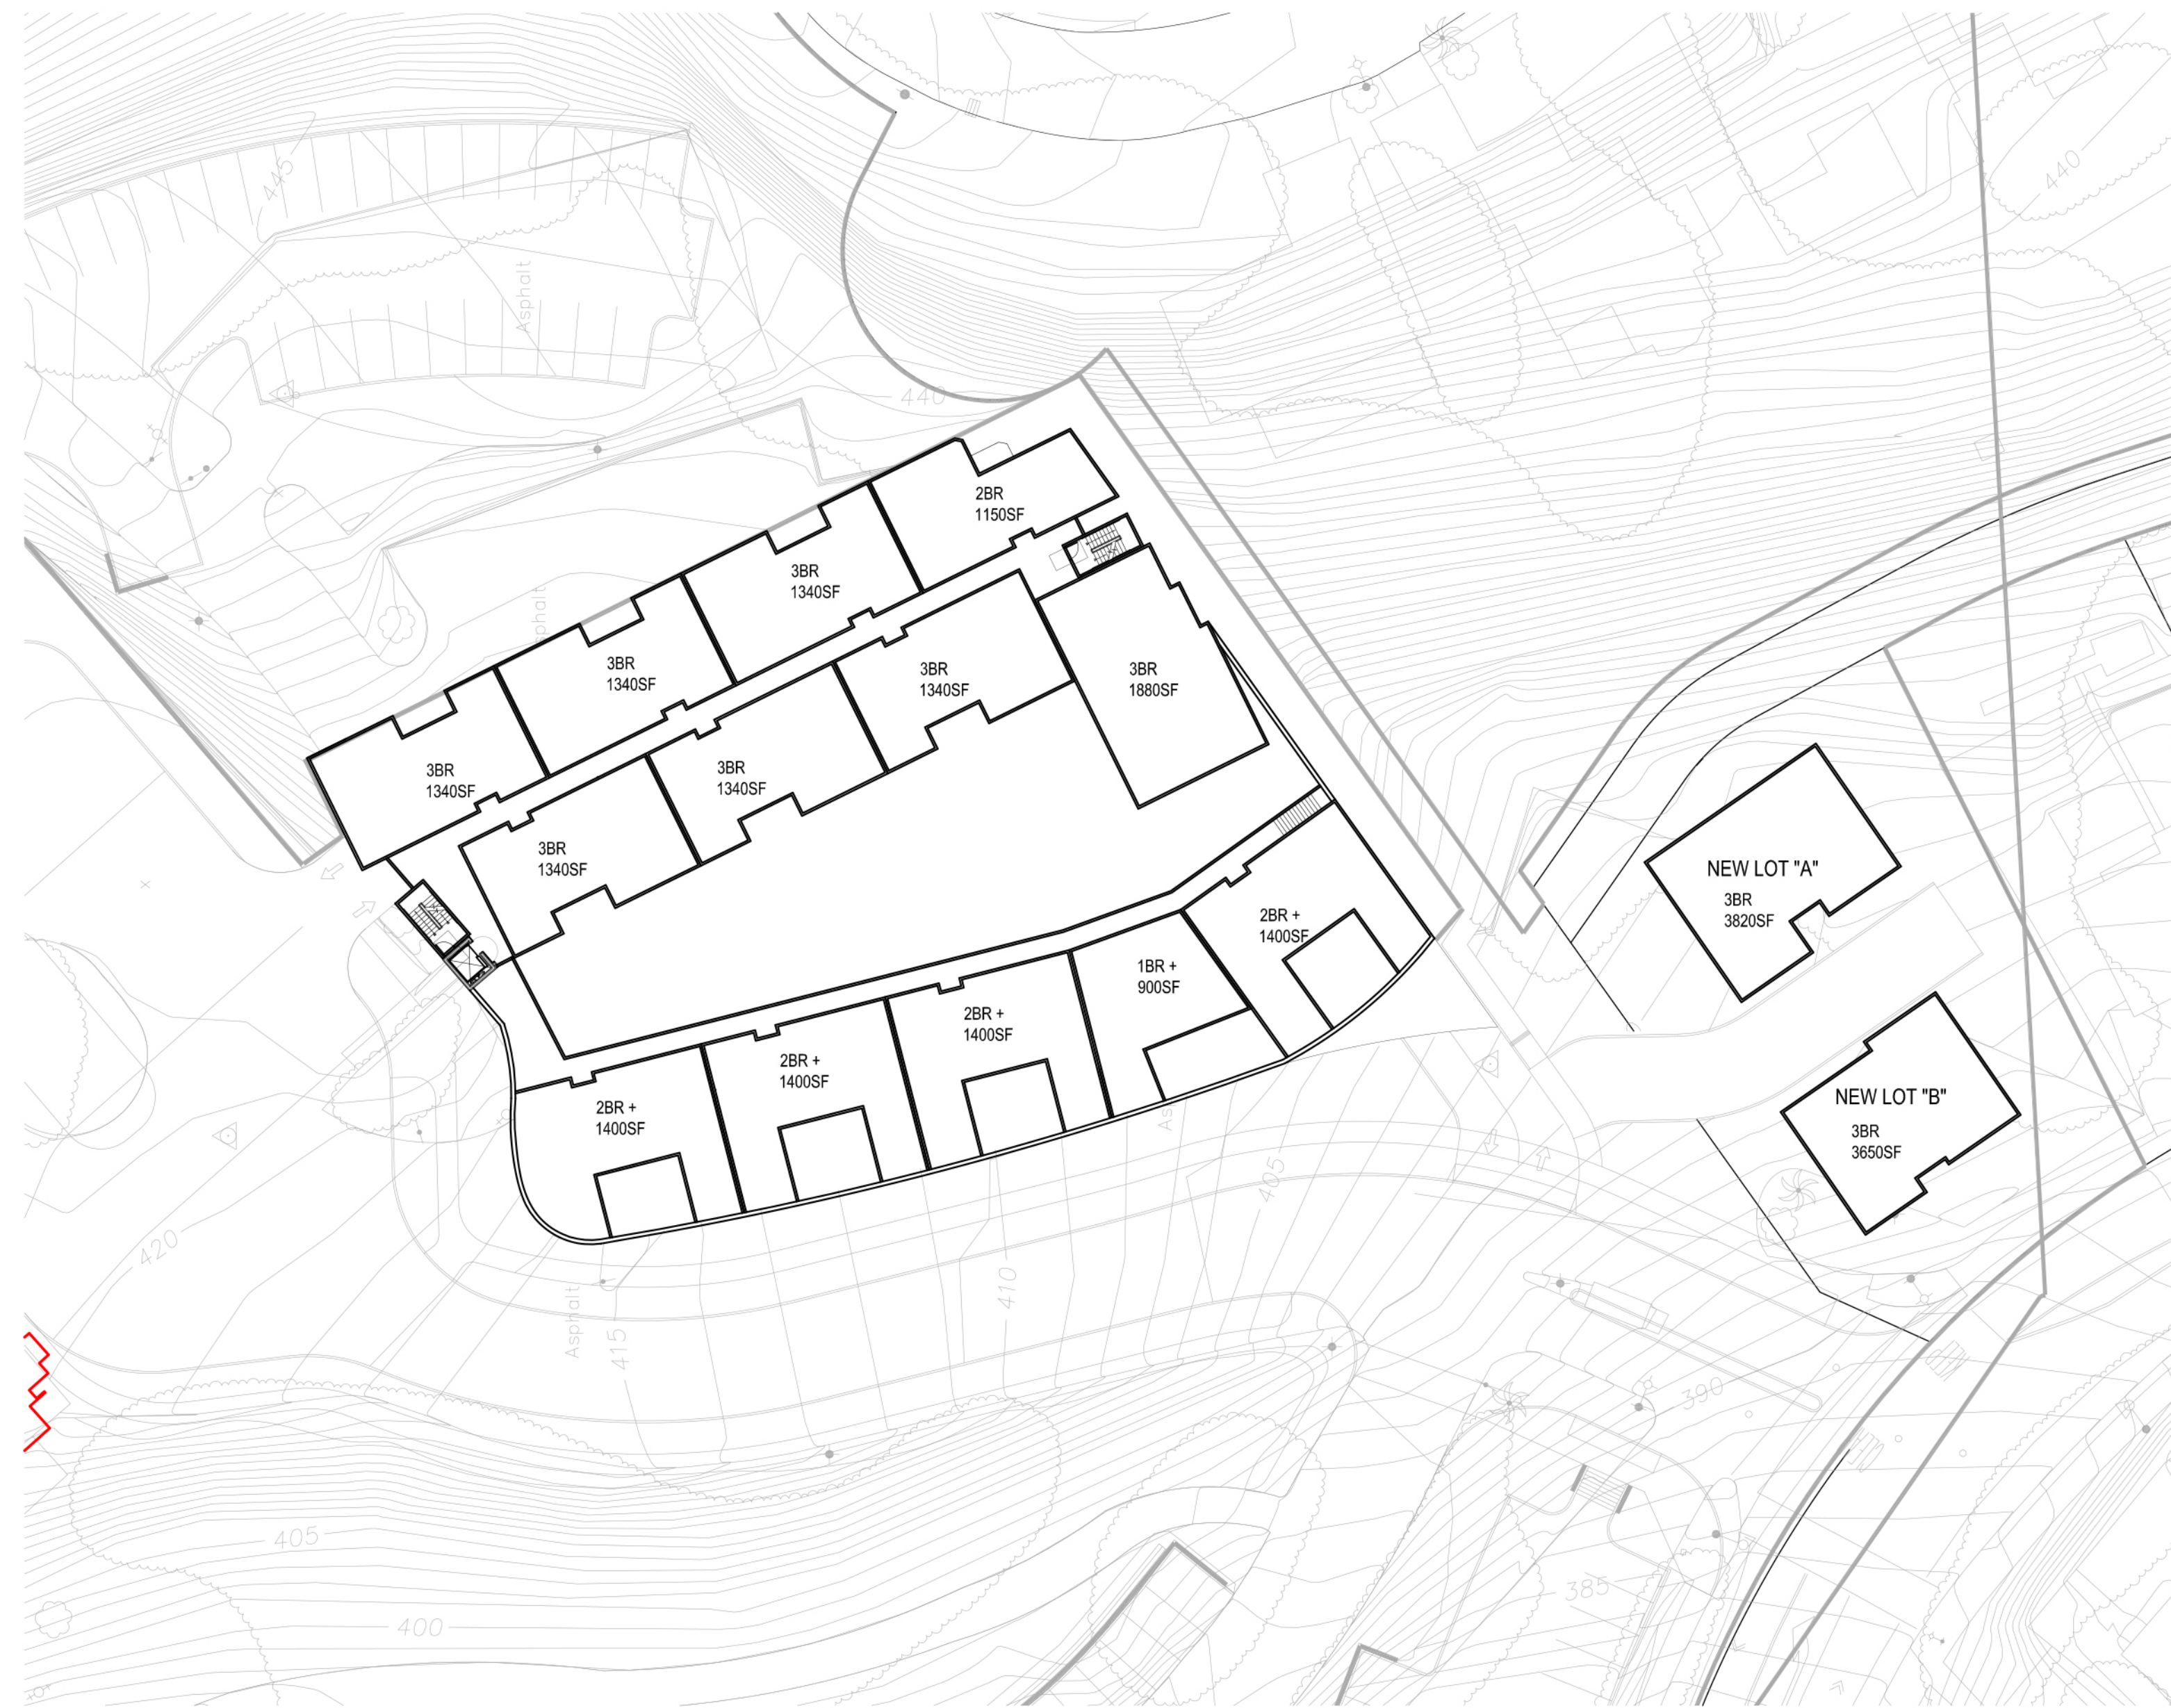 445
440
Asphalt
440
2BR
1150SF
3BR
1340SF
Asphalt
3BR
1340SF
3BR
1340SF
3BR
1880SF
3BR
1340SF
3BR
1340SF
3BR
1340SF
NEW LOT "A"
3BR
3820SF
2BR +
1400SF
1BR +
900SF
2BR +
1400SF
2BR +
1400SF
2BR +
1400SF
NEW LOT "B"
3BR
3650SF
As
405
420
410
Asphalt
415
390
405
385
400